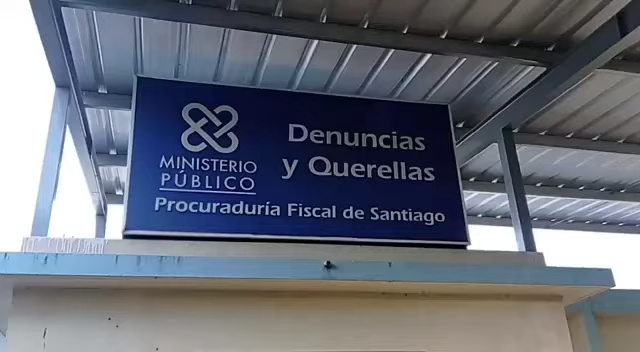 MINISTERIO
PÚBLICO
Denuncias
y Querellas
Procuraduría Fiscal de Santiago